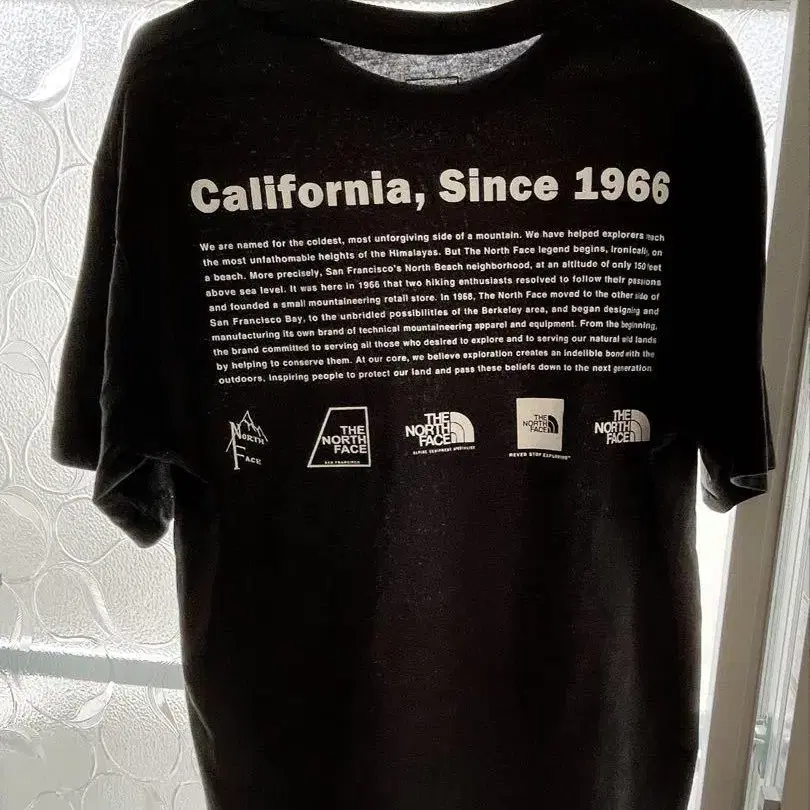 California, Since 1966
We are named for the coldest, most unforgiving side of a mountain. We have helped explorers reach
the most unfathomable heights of the Himalayas. But The North Face legend begins, ironically, on
a beach. More precisely, San Francisco's North Beach neighborhood, at an altitude of only 150 feet
above sea level. It was here in 1966 that two hiking enthusiasts resolved to follow their passions
and founded a small mountaineering retail store. In 1968, The North Face moved to the other side of
San Francisco Bay, to the unbridled possibilities of the Berkeley area, and began designing and
manufacturing its own brand of technical mountaineering apparel and equipment. From the beginning,
the brand committed to serving all those who desired to explore and to serving our natural wild lands
by helping to conserve them. At our core, we believe exploration creates an indelible bond with the
outdoors, inspiring people to protect our land and pass these beliefs down to the next generation.
North
Face
THE
NORTH
FACE
SAN FRANCISCO
THE
NORTH
FACE
ALPINE EQUIPMENT SPECIALIST
THE
NORTH
FACE
NEVER STOP EXPLORING™
THE
NORTH
FACE